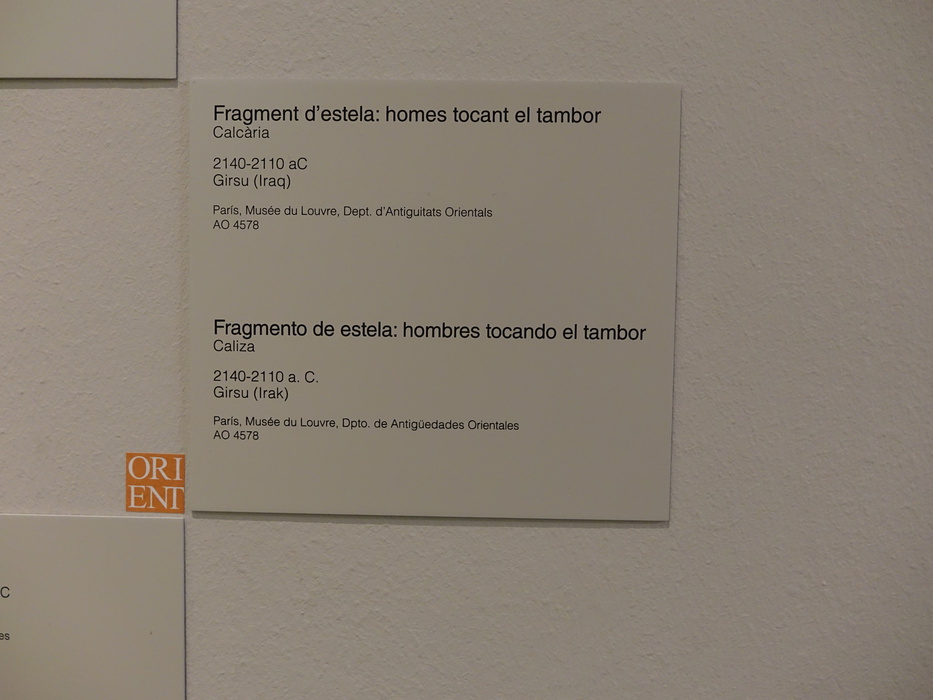 Fragment d'estela: homes tocant el tambor
Calcària
2140-2110 aC
Girsu (Iraq)
París, Musée du Louvre, Dept. d'Antiguitats Orientals
AO 4578
Fragmento de estela: hombres tocando el tambor
Caliza
2140-2110 a. C.
Girsu (Irak)
París, Musée du Louvre, Dpto. de Antigüedades Orientales
AO 4578
ORI
ENT
C
es